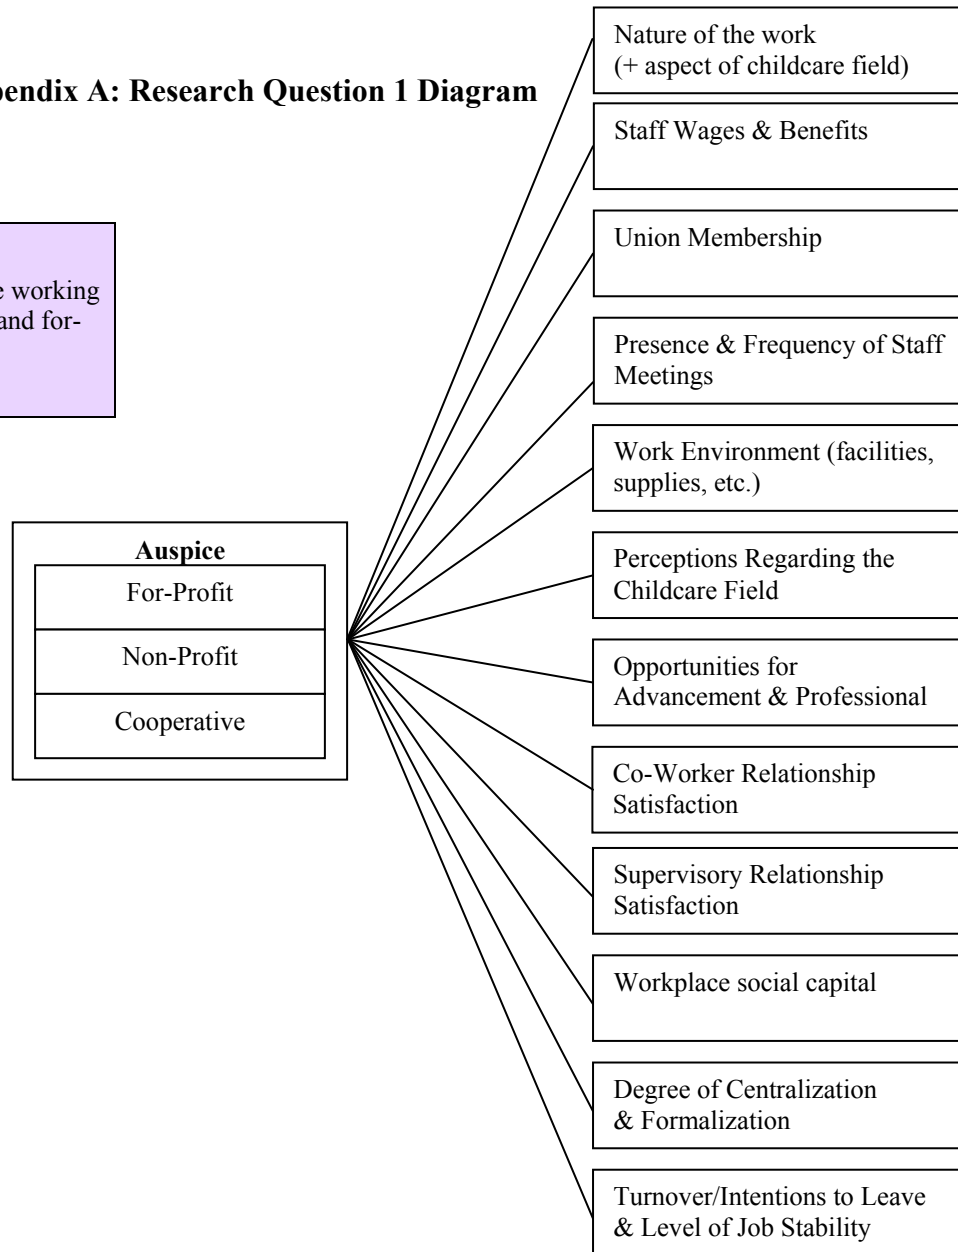 pendix A: Research Question 1 Diagram
e working
and for-
Auspice
For-Profit
Non-Profit
Cooperative
Nature of the work
(+ aspect of childcare field)
Staff Wages & Benefits
Union Membership
Presence & Frequency of Staff
Meetings
Work Environment (facilities,
supplies, etc.)
Perceptions Regarding the
Childcare Field
Opportunities for
Advancement & Professional
Co-Worker Relationship
Satisfaction
Supervisory Relationship
Satisfaction
Workplace social capital
Degree of Centralization
& Formalization
Turnover/Intentions to Leave
& Level of Job Stability